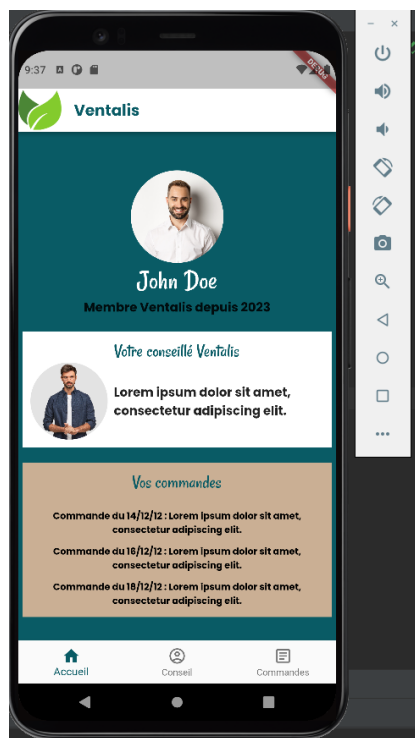 9:37
DEBUG
Ventalis
John Doe
Membre Ventalis depuis 2023
Votre conseillé Ventalis
Lorem ipsum dolor sit amet,
consectetur adipiscing elit.
Vos commandes
Commande du 14/12/12 : Lorem ipsum dolor sit amet,
consectetur adipiscing elit.
Commande du 16/12/12 : Lorem ipsum dolor sit amet,
consectetur adipiscing elit.
Commande du 18/12/12 : Lorem ipsum dolor sit amet,
consectetur adipiscing elit.
Accueil
Conseil
Commandes